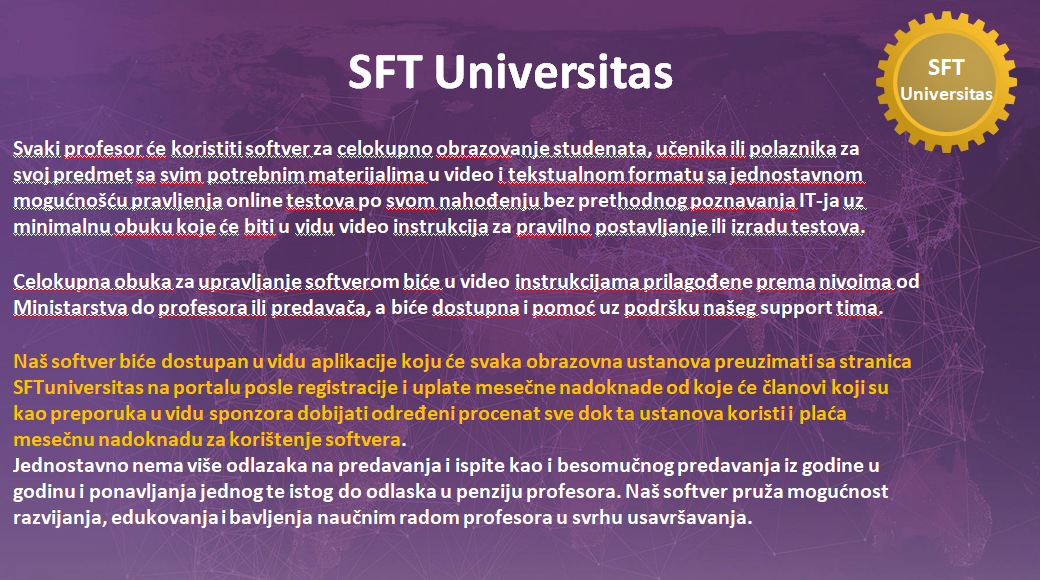 SFT Universitas
SFT
Universitas
Svaki profesor će koristiti softver za celokupno obrazovanje studenata, učenika ili polaznika za
svoj predmet sa svim potrebnim materijalima u video i tekstualnom formatu sa jednostavnom
mogućnošću pravljenja online testova po svom nahođenju bez prethodnog poznavanja IT-ja uz
minimalnu obuku koje će biti u vidu video instrukcija za pravilno postavljanje ili izradu testova.
Celokupna obuka za upravljanje softverom biće u video instrukcijama prilagođene prema nivoima od
Ministarstva do profesora ili predavača, a biće dostupna i pomoć uz podršku našeg support tima.
Naš softver biće dostupan u vidu aplikacije koju će svaka obrazovna ustanova preuzimati sa stranica
SFTuniversitas na portalu posle registracije i uplate mesečne nadoknade od koje će članovi koji su
kao preporuka u vidu sponzora dobijati određeni procenat sve dok ta ustanova koristi i plaća
mesečnu nadoknadu za korištenje softvera.
Jednostavno nema više odlazaka na predavanja i ispite kao i besomučnog predavanja iz godine u
godinu i ponavljanja jednog te istog do odlaska u penziju profesora. Naš softver pruža mogućnost
razvijanja, edukovanja i bavljenja naučnim radom profesora u svrhu usavršavanja.